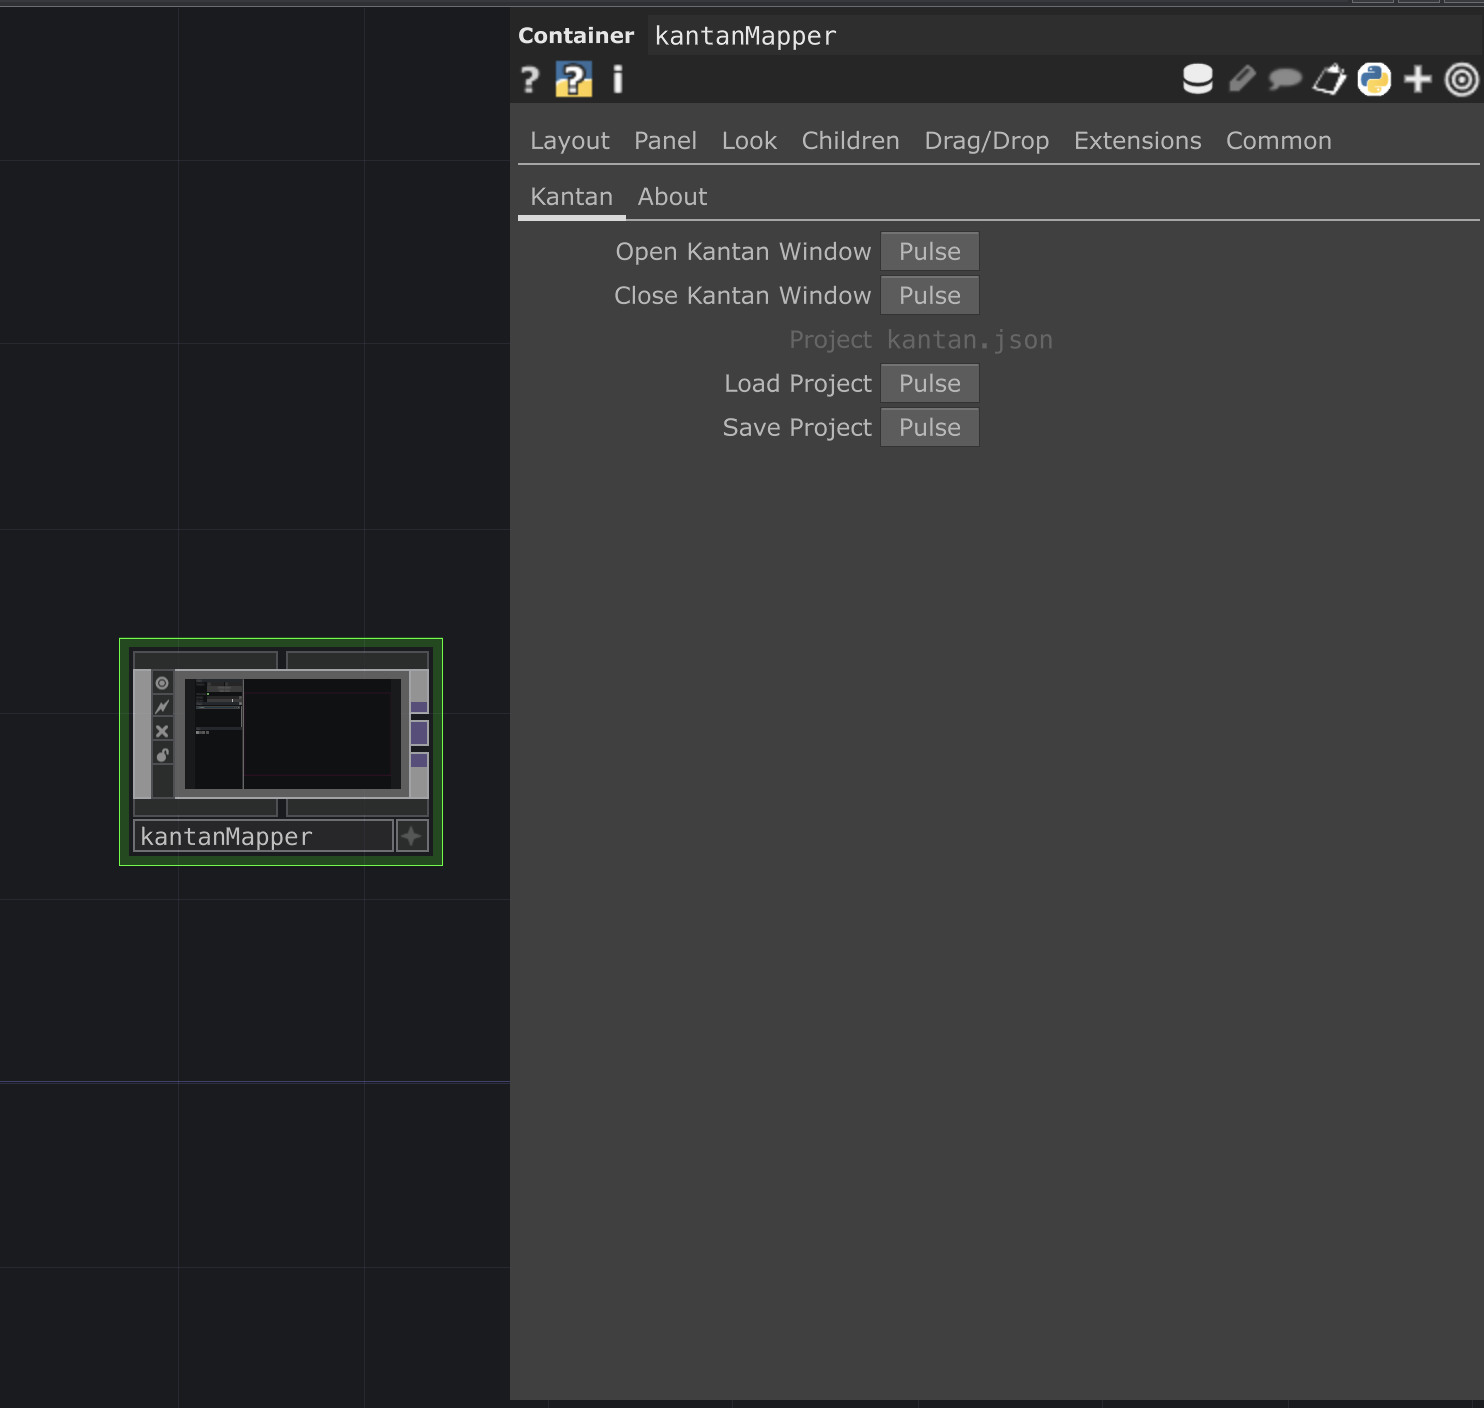 Container kantanMapper
? ? i
Layout Panel Look Children Drag/Drop Extensions Common
Kantan About
Open Kantan Window Pulse
Close Kantan Window Pulse
Project kantan.json
Load Project Pulse
Save Project Pulse
kantanMapper